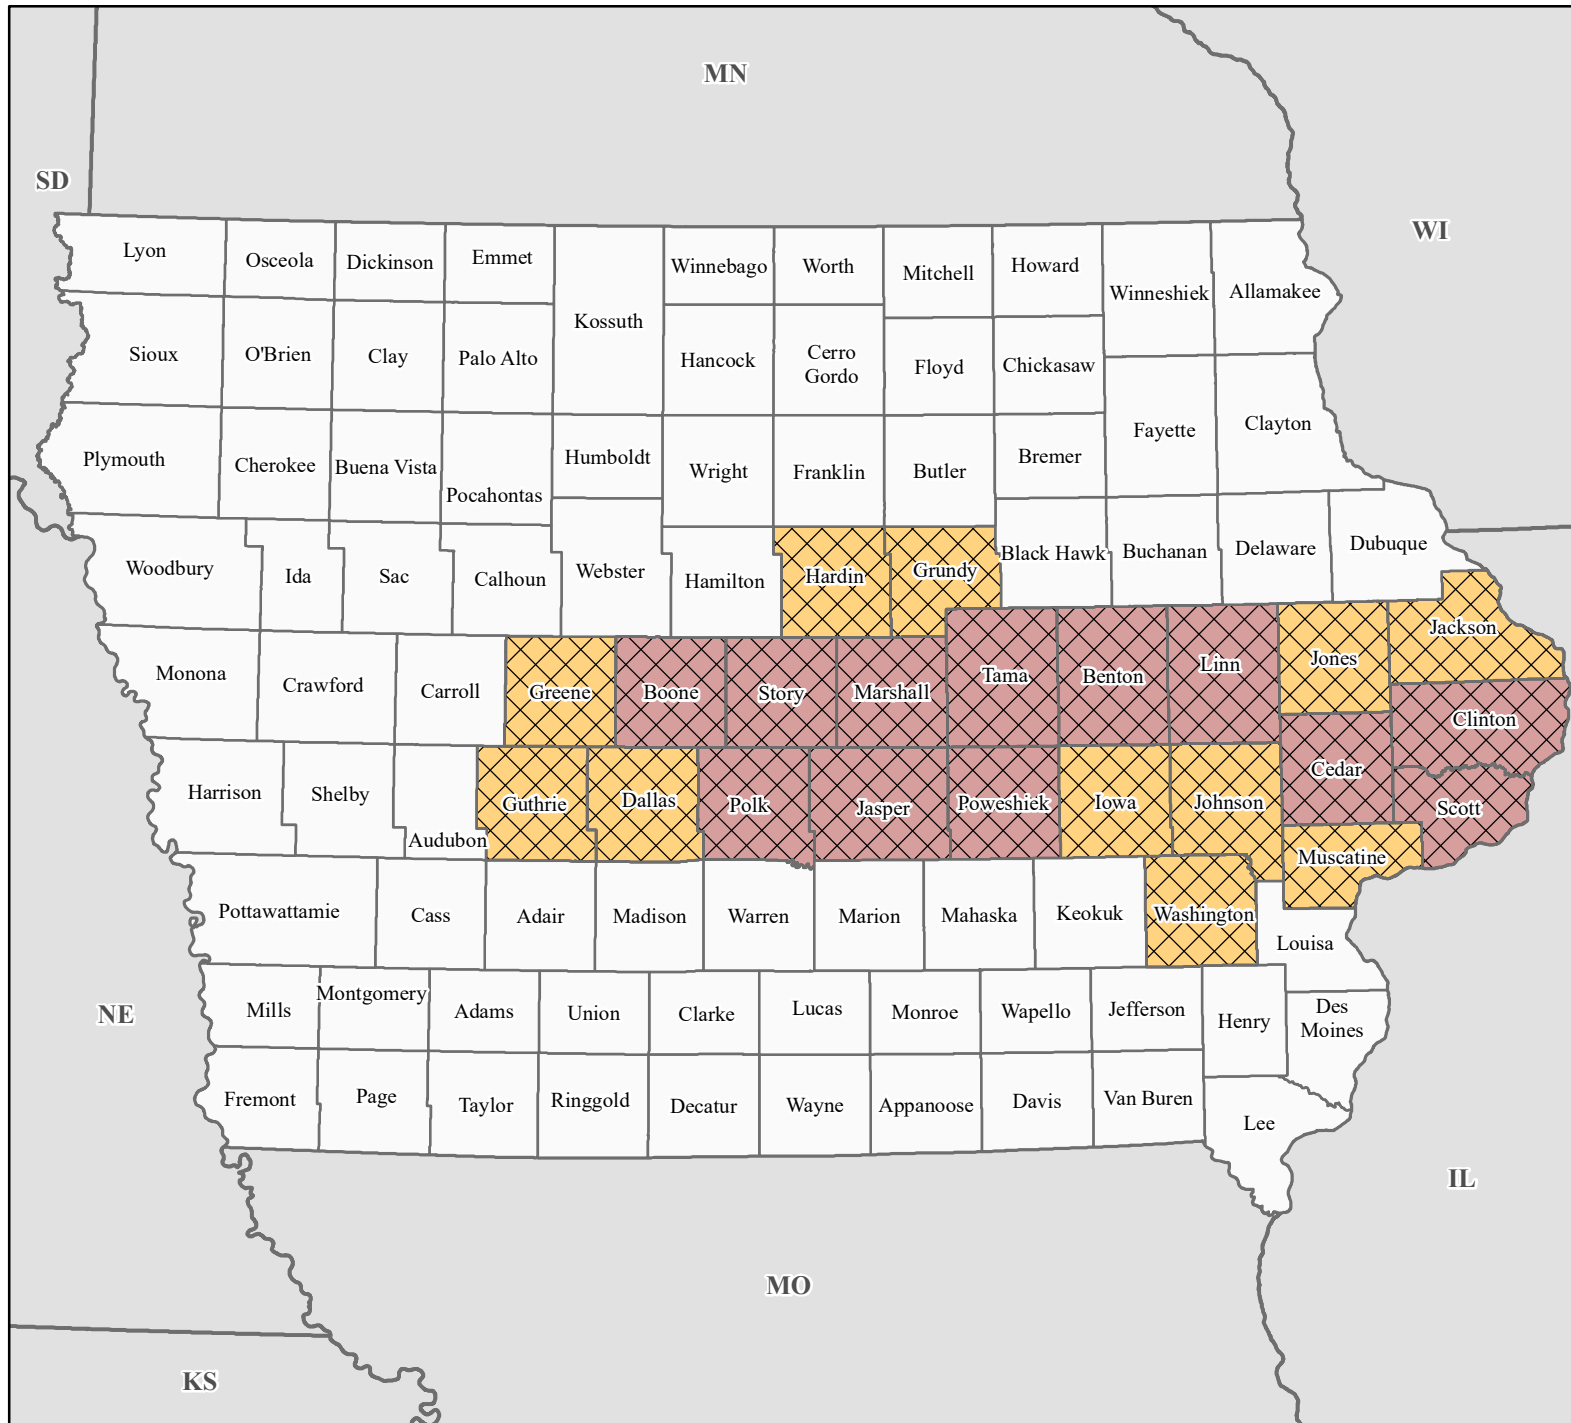 MN
SD
WI
Lyon
Osceola
Dickinson
Emmet
Winnebago
Worth
Mitchell
Howard
Winneshiek
Allamakee
Kossuth
Sioux
O'Brien
Clay
Palo Alto
Hancock
Cerro
Gordo
Floyd
Chickasaw
Plymouth
Cherokee
Buena Vista
Pocahontas
Humboldt
Wright
Franklin
Butler
Bremer
Fayette
Clayton
Woodbury
Ida
Sac
Calhoun
Webster
Hamilton
Hardin
Grundy
Black Hawk
Buchanan
Delaware
Dubuque
Monona
Crawford
Carroll
Greene
Boone
Story
Marshall
Tama
Benton
Linn
Jones
Jackson
Clinton
Harrison
Shelby
Audubon
Guthrie
Dallas
Polk
Jasper
Poweshiek
Iowa
Johnson
Cedar
Scott
Muscatine
Pottawattamie
Cass
Adair
Madison
Warren
Marion
Mahaska
Keokuk
Washington
Louisa
NE
Mills
Montgomery
Adams
Union
Clarke
Lucas
Monroe
Wapello
Jefferson
Henry
Des
Moines
Fremont
Page
Taylor
Ringgold
Decatur
Wayne
Appanoose
Davis
Van Buren
Lee
IL
MO
KS